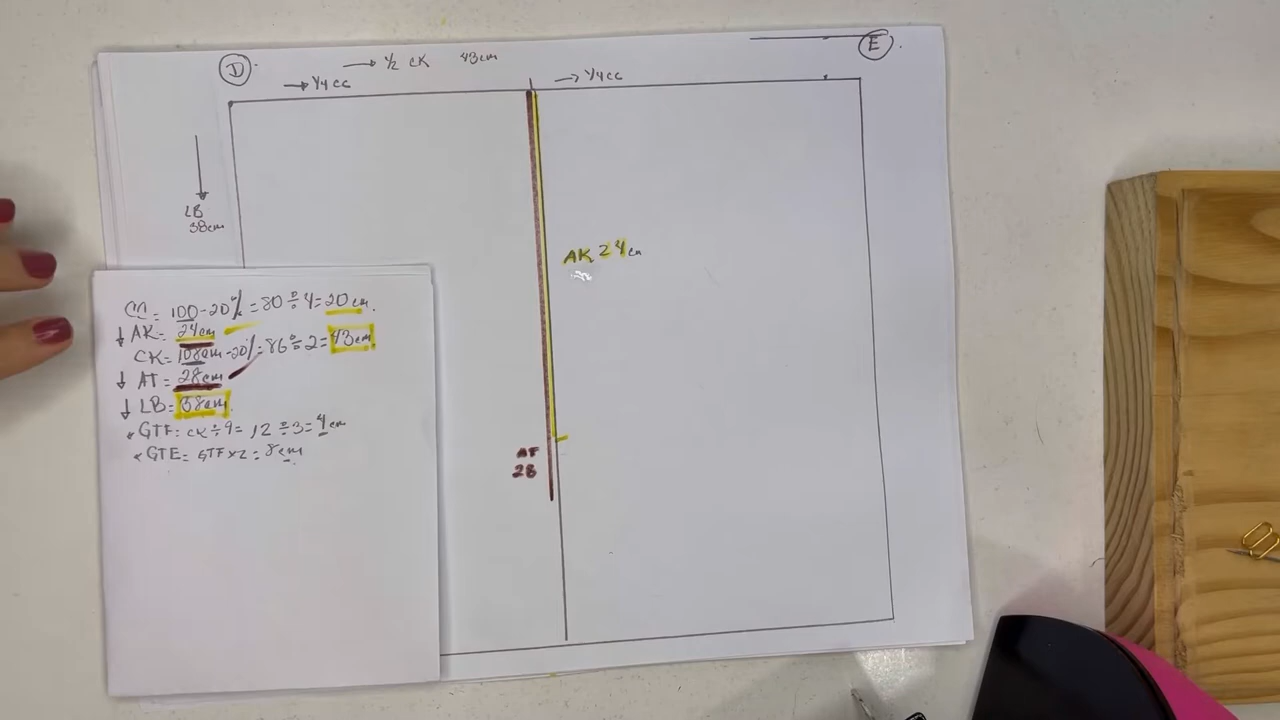 D
→ 1/2 CK 43cm
E
→ 1/4 CC
→ 1/4 CC
LB
38cm
AK 24cm
CC = 100-20% = 80 ÷ 4 = 20cm.
↓ AK = 24cm
CK = 108cm -20% = 86 ÷ 2 = 43cm
↓ AT = 28cm
↓ LB = 38cm.
GTF = CK ÷ 9 = 12 ÷ 3 = 4cm
GTE = GTF x 2 = 8cm
AT
28